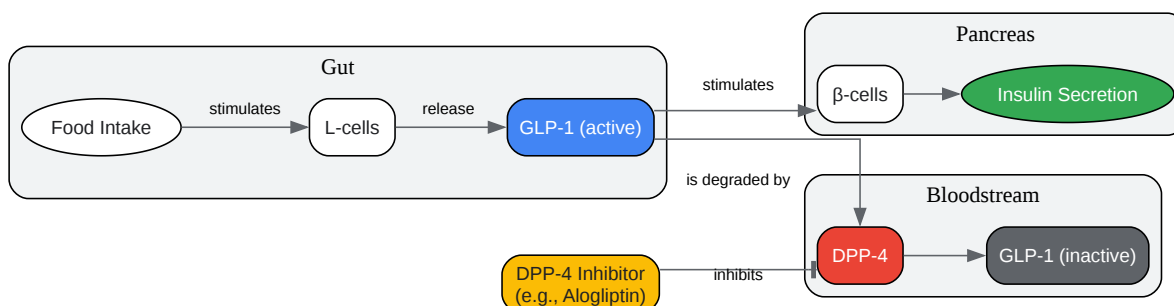 Gut
Food Intake
stimulates
L-cells
release
GLP-1 (active)
stimulates
Pancreas
β-cells
Insulin Secretion
is degraded by
Bloodstream
DPP-4
GLP-1 (inactive)
DPP-4 Inhibitor
(e.g., Alogliptin)
inhibits